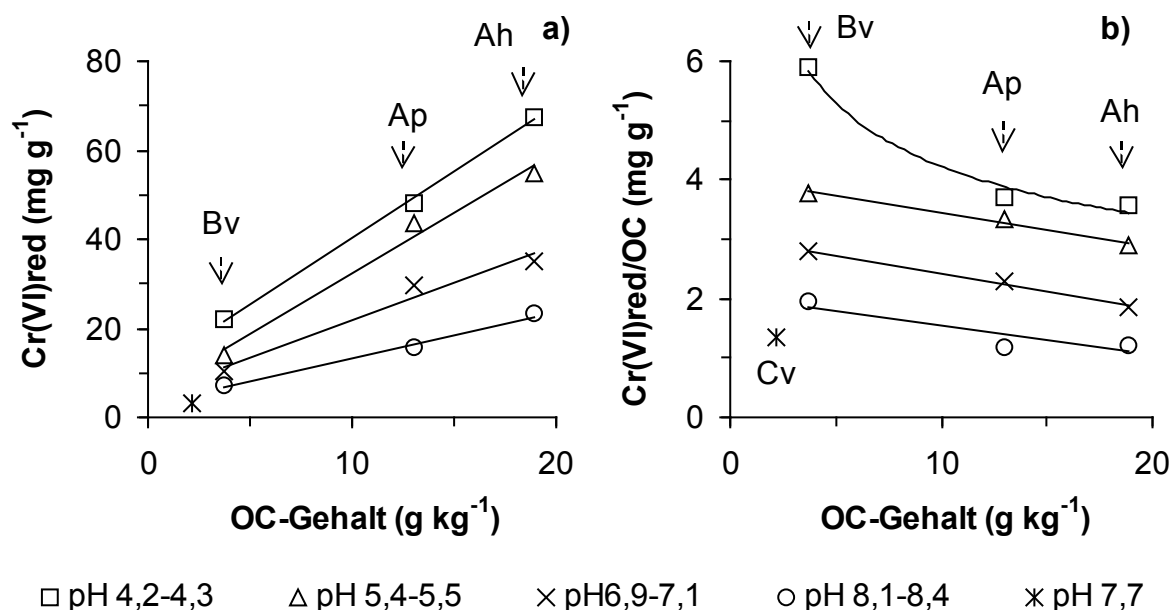 a)
Ah
Ap
Bv
Cr(VI)red (mg g⁻¹)
80
60
40
20
0
0 10 20
OC-Gehalt (g kg⁻¹)
b)
Bv
Ap
Ah
Cv
Cr(VI)red/OC (mg g⁻¹)
6
4
2
0
0 10 20
OC-Gehalt (g kg⁻¹)
pH 4,2-4,3 pH 5,4-5,5 pH6,9-7,1 pH 8,1-8,4 pH 7,7